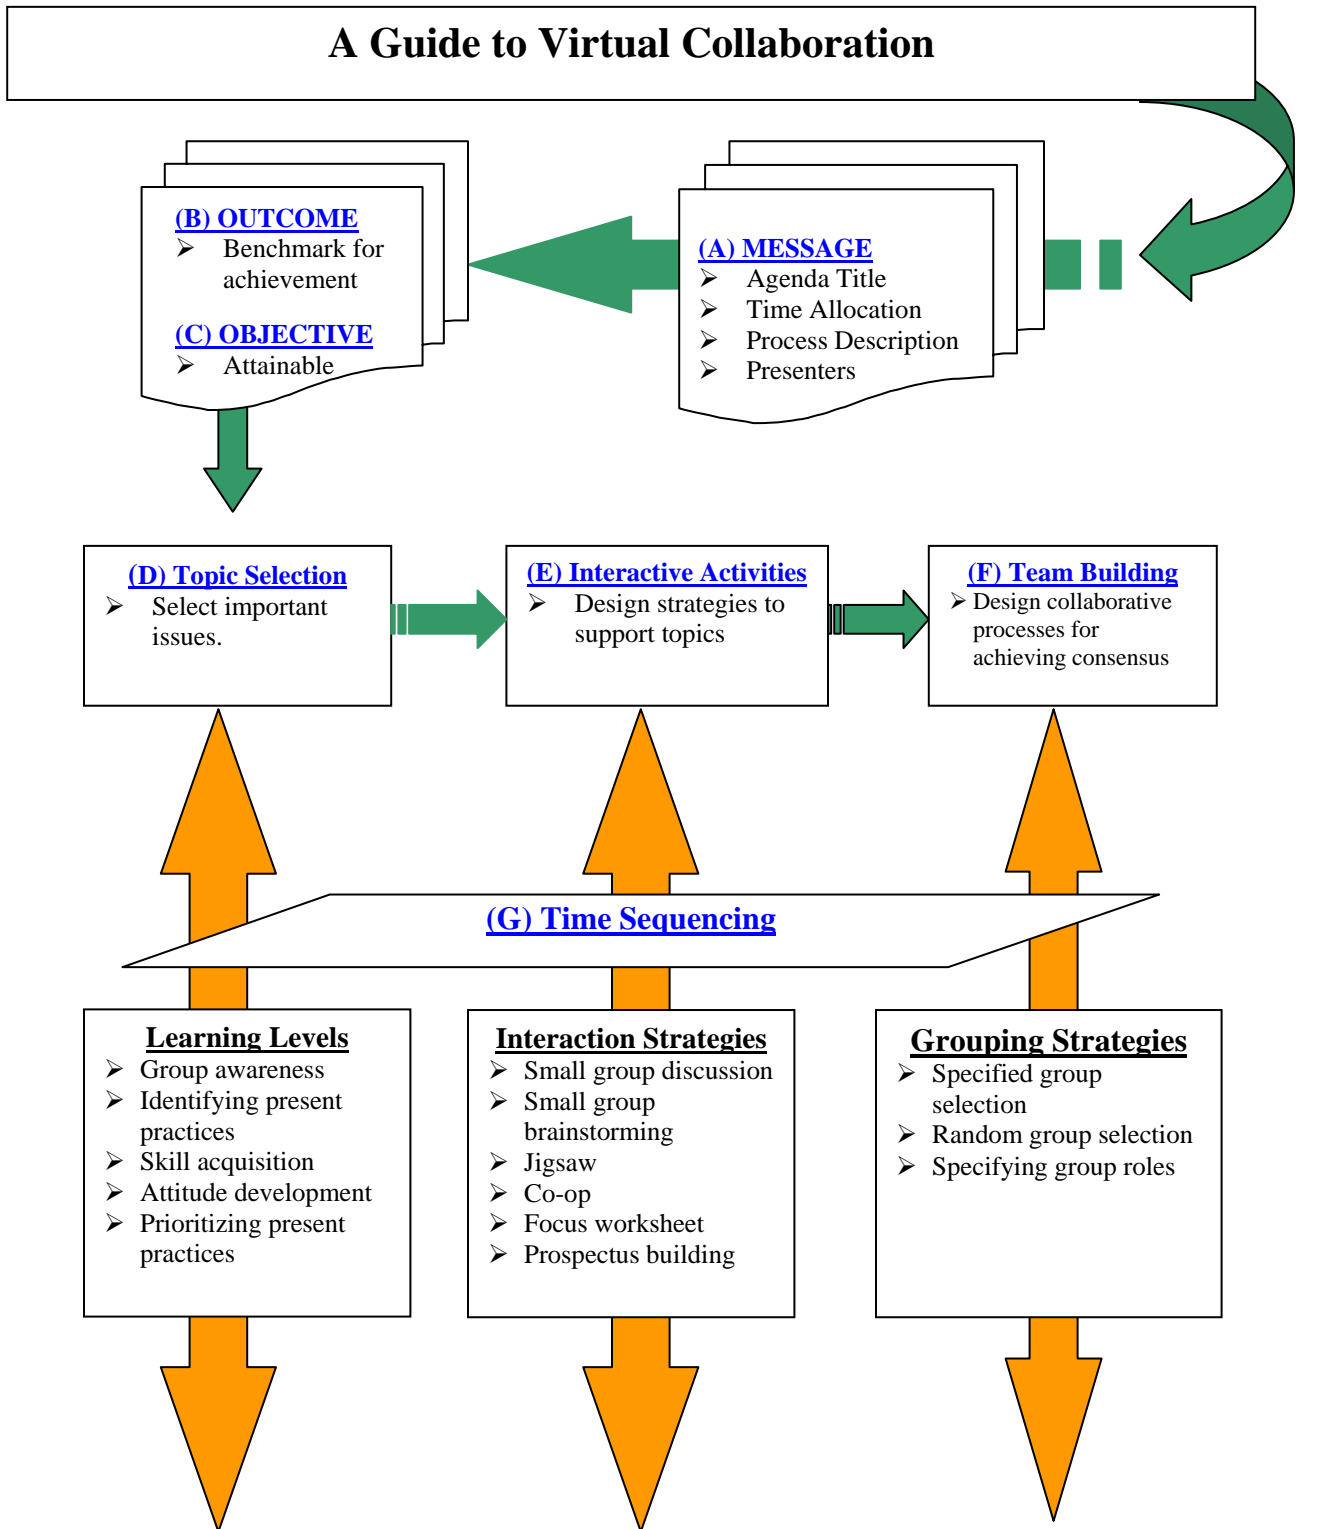 A Guide to Virtual Collaboration
(B) OUTCOME
➢ Benchmark for
achievement
(C) OBJECTIVE
➢ Attainable
(A) MESSAGE
➢ Agenda Title
➢ Time Allocation
➢ Process Description
➢ Presenters
(D) Topic Selection
➢ Select important
issues.
(E) Interactive Activities
➢ Design strategies to
support topics
(F) Team Building
➢ Design collaborative
processes for
achieving consensus
(G) Time Sequencing
Learning Levels
➢ Group awareness
➢ Identifying present
practices
➢ Skill acquisition
➢ Attitude development
➢ Prioritizing present
practices
Interaction Strategies
➢ Small group discussion
➢ Small group
brainstorming
➢ Jigsaw
➢ Co-op
➢ Focus worksheet
➢ Prospectus building
Grouping Strategies
➢ Specified group
selection
➢ Random group selection
➢ Specifying group roles